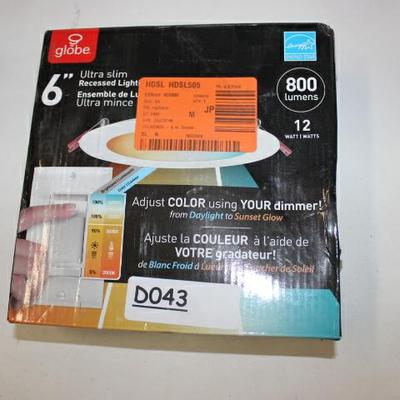 globe
6"
Ultra slim
Recessed Light
Ensemble de Lu
Ultra mince
HDSL HDSL505
M
JP
800
lumens
12
WATT | WATTS
Adjust COLOR using YOUR dimmer!
from Daylight to Sunset Glow
Ajuste la COULEUR à l'aide de
VOTRE gradateur!
de Blanc Froid à Lueur Coucher de Soleil
100%
5%
D043